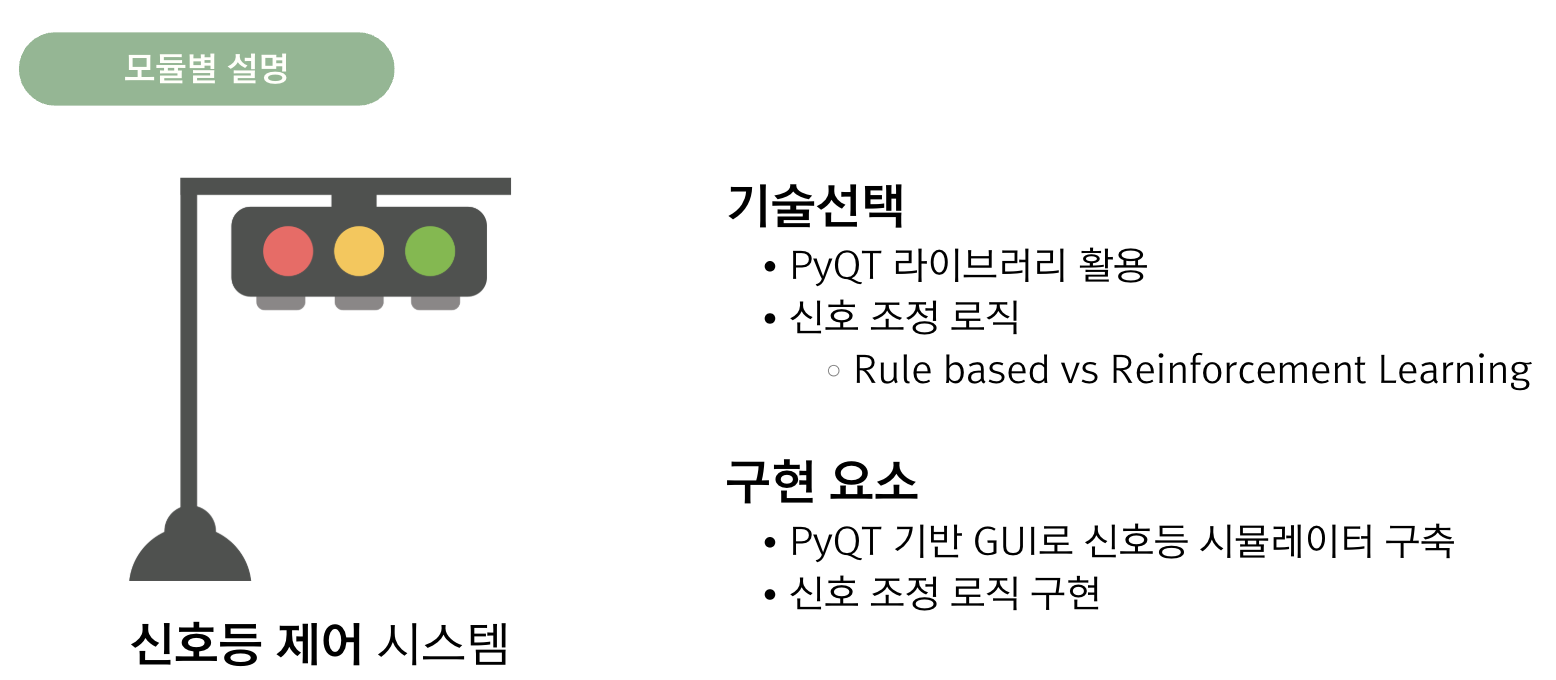 모듈별 설명
신호등 제어 시스템
기술선택
• PyQT 라이브러리 활용
• 신호 조정 로직
○ Rule based vs Reinforcement Learning
구현 요소
• PyQT 기반 GUI로 신호등 시뮬레이터 구축
• 신호 조정 로직 구현